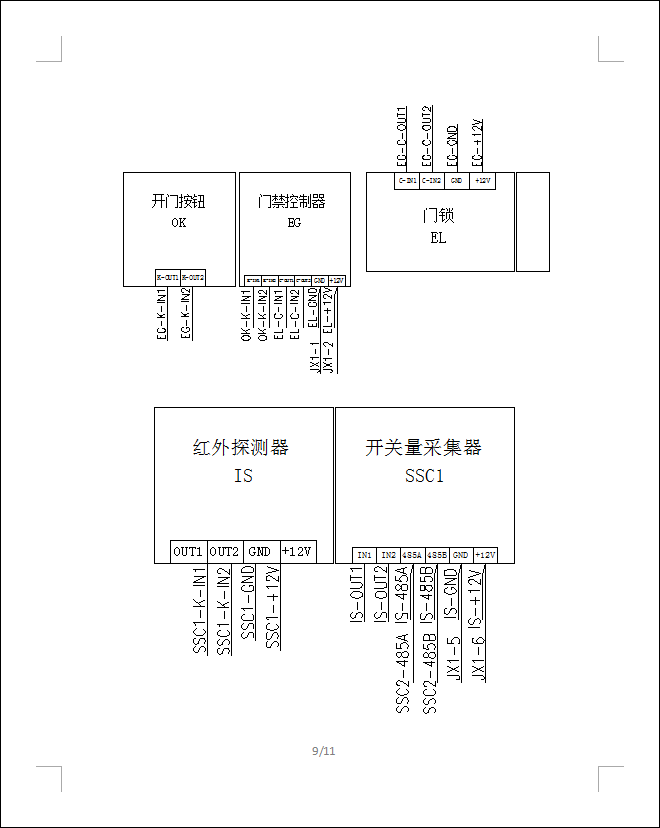 EG-C-OUT1
EG-C-OUT2
EG-GND
EG-+12V
C-IN1
C-IN2
GND
+12V
门锁
EL
开门按钮
OK
K-OUT1
K-OUT2
EG-K-IN1
EG-K-IN2
门禁控制器
EG
GND
+12V
OK-K-IN1
OK-K-IN2
EL-C-IN1
EL-C-IN2
JX1-1 EL-GND
JX1-2 EL-+12V
红外探测器
IS
OUT1
OUT2
GND
+12V
SSC1-K-IN1
SSC1-K-IN2
SSC1-GND
SSC1-+12V
开关量采集器
SSC1
IN1
IN2
485A
485B
GND
+12V
IS-OUT1
IS-OUT2
SSC2-485A IS-485A
SSC2-485B IS-485B
JX1-5 IS-GND
JX1-6 IS-+12V
9/11